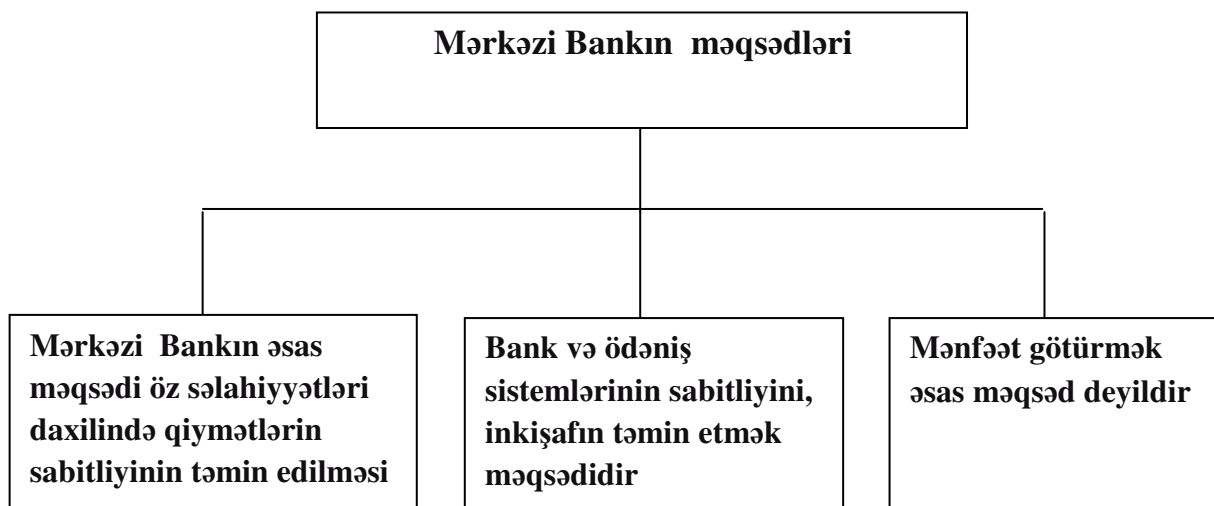 Mərkəzi Bankın məqsədləri
Mərkəzi Bankın əsas
məqsədi öz səlahiyyətləri
daxilində qiymətlərin
sabitliyinin təmin edilməsi
Bank və ödəniş
sistemlərinin sabitliyini,
inkişafın təmin etmək
məqsədidir
Mənfəət götürmək
əsas məqsəd deyildir